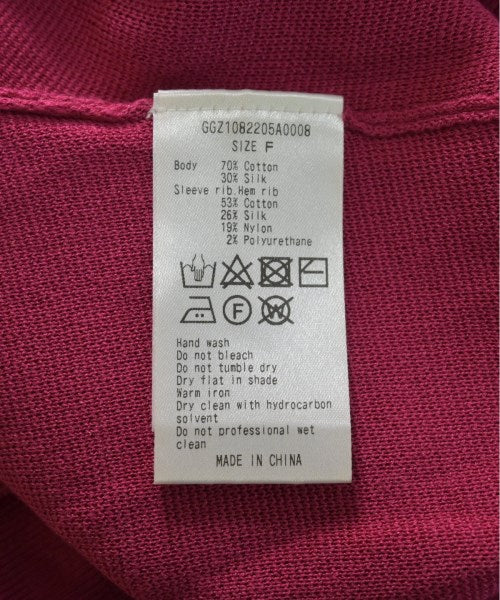 GGZ1082205A0008
SIZE F
Body 70% Cotton
30% Silk
Sleeve rib.Hem rib
53% Cotton
26% Silk
19% Nylon
2% Polyurethane
F W
Hand wash
Do not bleach
Do not tumble dry
Dry flat in shade
Warm iron
Dry clean with hydrocarbon
solvent
Do not professional wet
clean
MADE IN CHINA